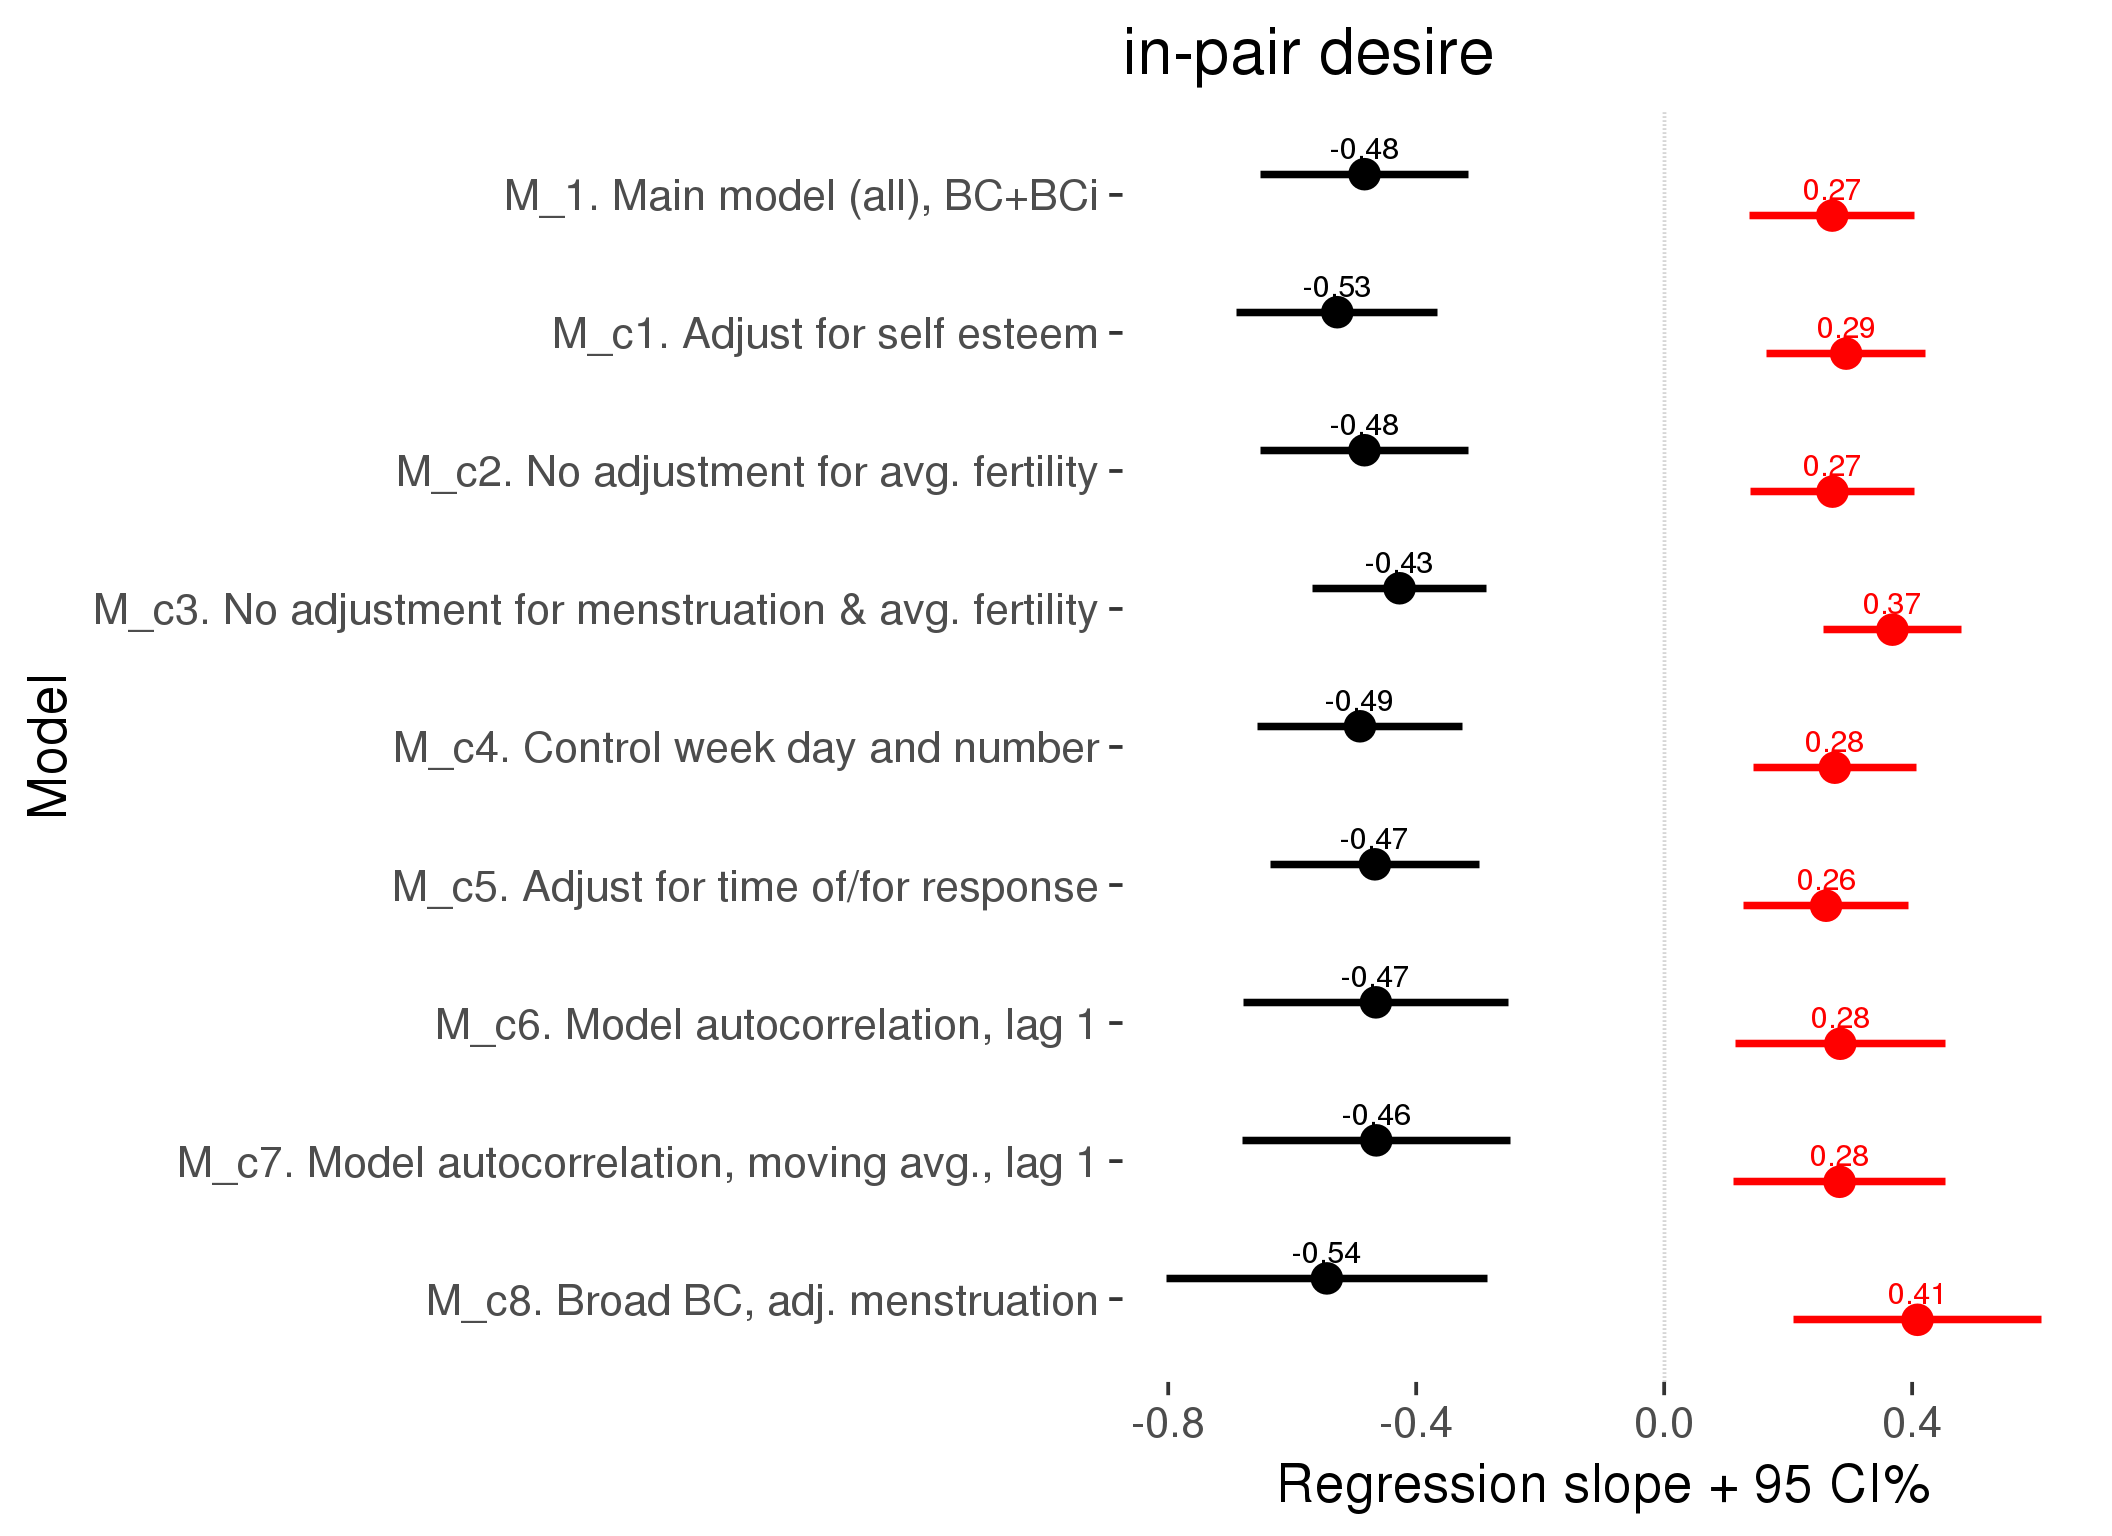 in-pair desire
Model
M_1. Main model (all), BC+BCi
-0.48
0.27
M_c1. Adjust for self esteem
-0.53
0.29
M_c2. No adjustment for avg. fertility
-0.48
0.27
M_c3. No adjustment for menstruation & avg. fertility
-0.43
0.37
M_c4. Control week day and number
-0.49
0.28
M_c5. Adjust for time of/for response
-0.47
0.26
M_c6. Model autocorrelation, lag 1
-0.47
0.28
M_c7. Model autocorrelation, moving avg., lag 1
-0.46
0.28
M_c8. Broad BC, adj. menstruation
-0.54
0.41
-0.8 -0.4 0.0 0.4
Regression slope + 95 CI%